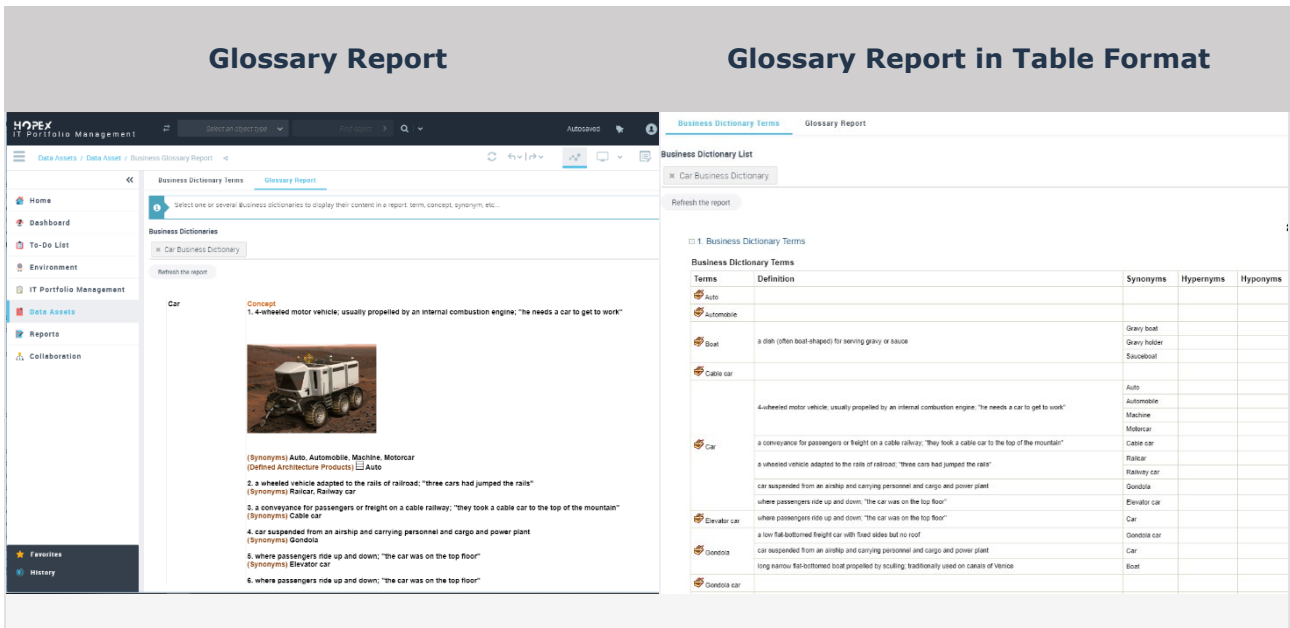 Glossary Report
Glossary Report in Table Format
HOPEX
IT Portfolio Management
Select an object type
Find object
Autosaved
Data Assets / Data Asset / Business Glossary Report
Home
Dashboard
To-Do List
Environment
IT Portfolio Management
Data Assets
Reports
Collaboration
Favorites
History
Business Dictionary Terms Glossary Report
Select one or several Business dictionaries to display their content in a report: term, concept, synonym, etc...
Business Dictionaries
Car Business Dictionary
Refresh the report
Car
Concept
1. 4-wheeled motor vehicle; usually propelled by an internal combustion engine; "he needs a car to get to work"
(Synonyms) Auto, Automobile, Machine, Motorcar
(Defined Architecture Products) Auto
2. a wheeled vehicle adapted to the rails of railroad; "three cars had jumped the rails"
(Synonyms) Railcar, Railway car
3. a conveyance for passengers or freight on a cable railway; "they took a cable car to the top of the mountain"
(Synonyms) Cable car
4. car suspended from an airship and carrying personnel and cargo and power plant
(Synonyms) Gondola
5. where passengers ride up and down; "the car was on the top floor"
(Synonyms) Elevator car
6. where passengers ride up and down; "the car was on the top floor"
Business Dictionary Terms Glossary Report
Business Dictionary List
Car Business Dictionary
Refresh the report
1. Business Dictionary Terms
Business Dictionary Terms
Terms Definition Synonyms Hypernyms Hyponyms
Auto
Automobile
Boat a dish (often boat-shaped) for serving gravy or sauce Gravy boat
Gravy holder
Sauceboat
Cable car
Car 4-wheeled motor vehicle; usually propelled by an internal combustion engine; "he needs a car to get to work" Auto
Automobile
Machine
Motorcar
a conveyance for passengers or freight on a cable railway; "they took a cable car to the top of the mountain" Cable car
a wheeled vehicle adapted to the rails of railroad; "three cars had jumped the rails" Railcar
Railway car
car suspended from an airship and carrying personnel and cargo and power plant Gondola
where passengers ride up and down; "the car was on the top floor" Elevator car
Elevator car where passengers ride up and down; "the car was on the top floor" Car
Gondola a low flat-bottomed freight car with fixed sides but no roof Gondola car
car suspended from an airship and carrying personnel and cargo and power plant Car
long narrow flat-bottomed boat propelled by sculling; traditionally used on canals of Venice Boat
Gondola car